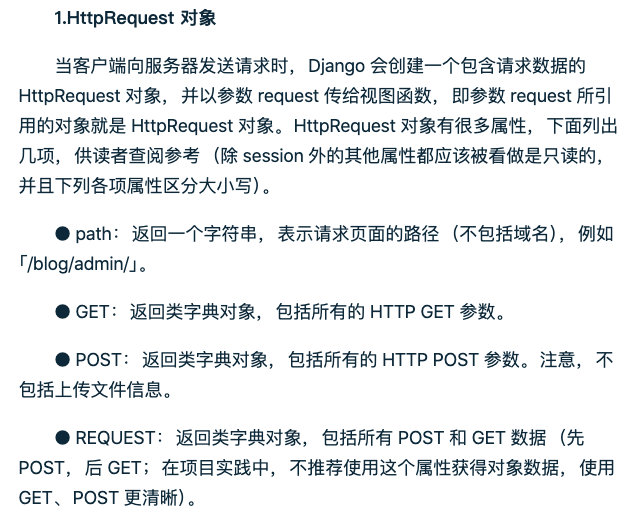 1.HttpRequest 对象
当客户端向服务器发送请求时，Django 会创建一个包含请求数据的
HttpRequest 对象，并以参数 request 传给视图函数，即参数 request 所引
用的对象就是 HttpRequest 对象。HttpRequest 对象有很多属性，下面列出
几项，供读者查阅参考（除 session 外的其他属性都应该被看做是只读的，
并且下列各项属性区分大小写）。
● path：返回一个字符串，表示请求页面的路径（不包括域名），例如
「/blog/admin/」。
● GET：返回类字典对象，包括所有的 HTTP GET 参数。
● POST：返回类字典对象，包括所有的 HTTP POST 参数。注意，不
包括上传文件信息。
● REQUEST：返回类字典对象，包括所有 POST 和 GET 数据（先
POST，后 GET；在项目实践中，不推荐使用这个属性获得对象数据，使用
GET、POST 更清晰）。